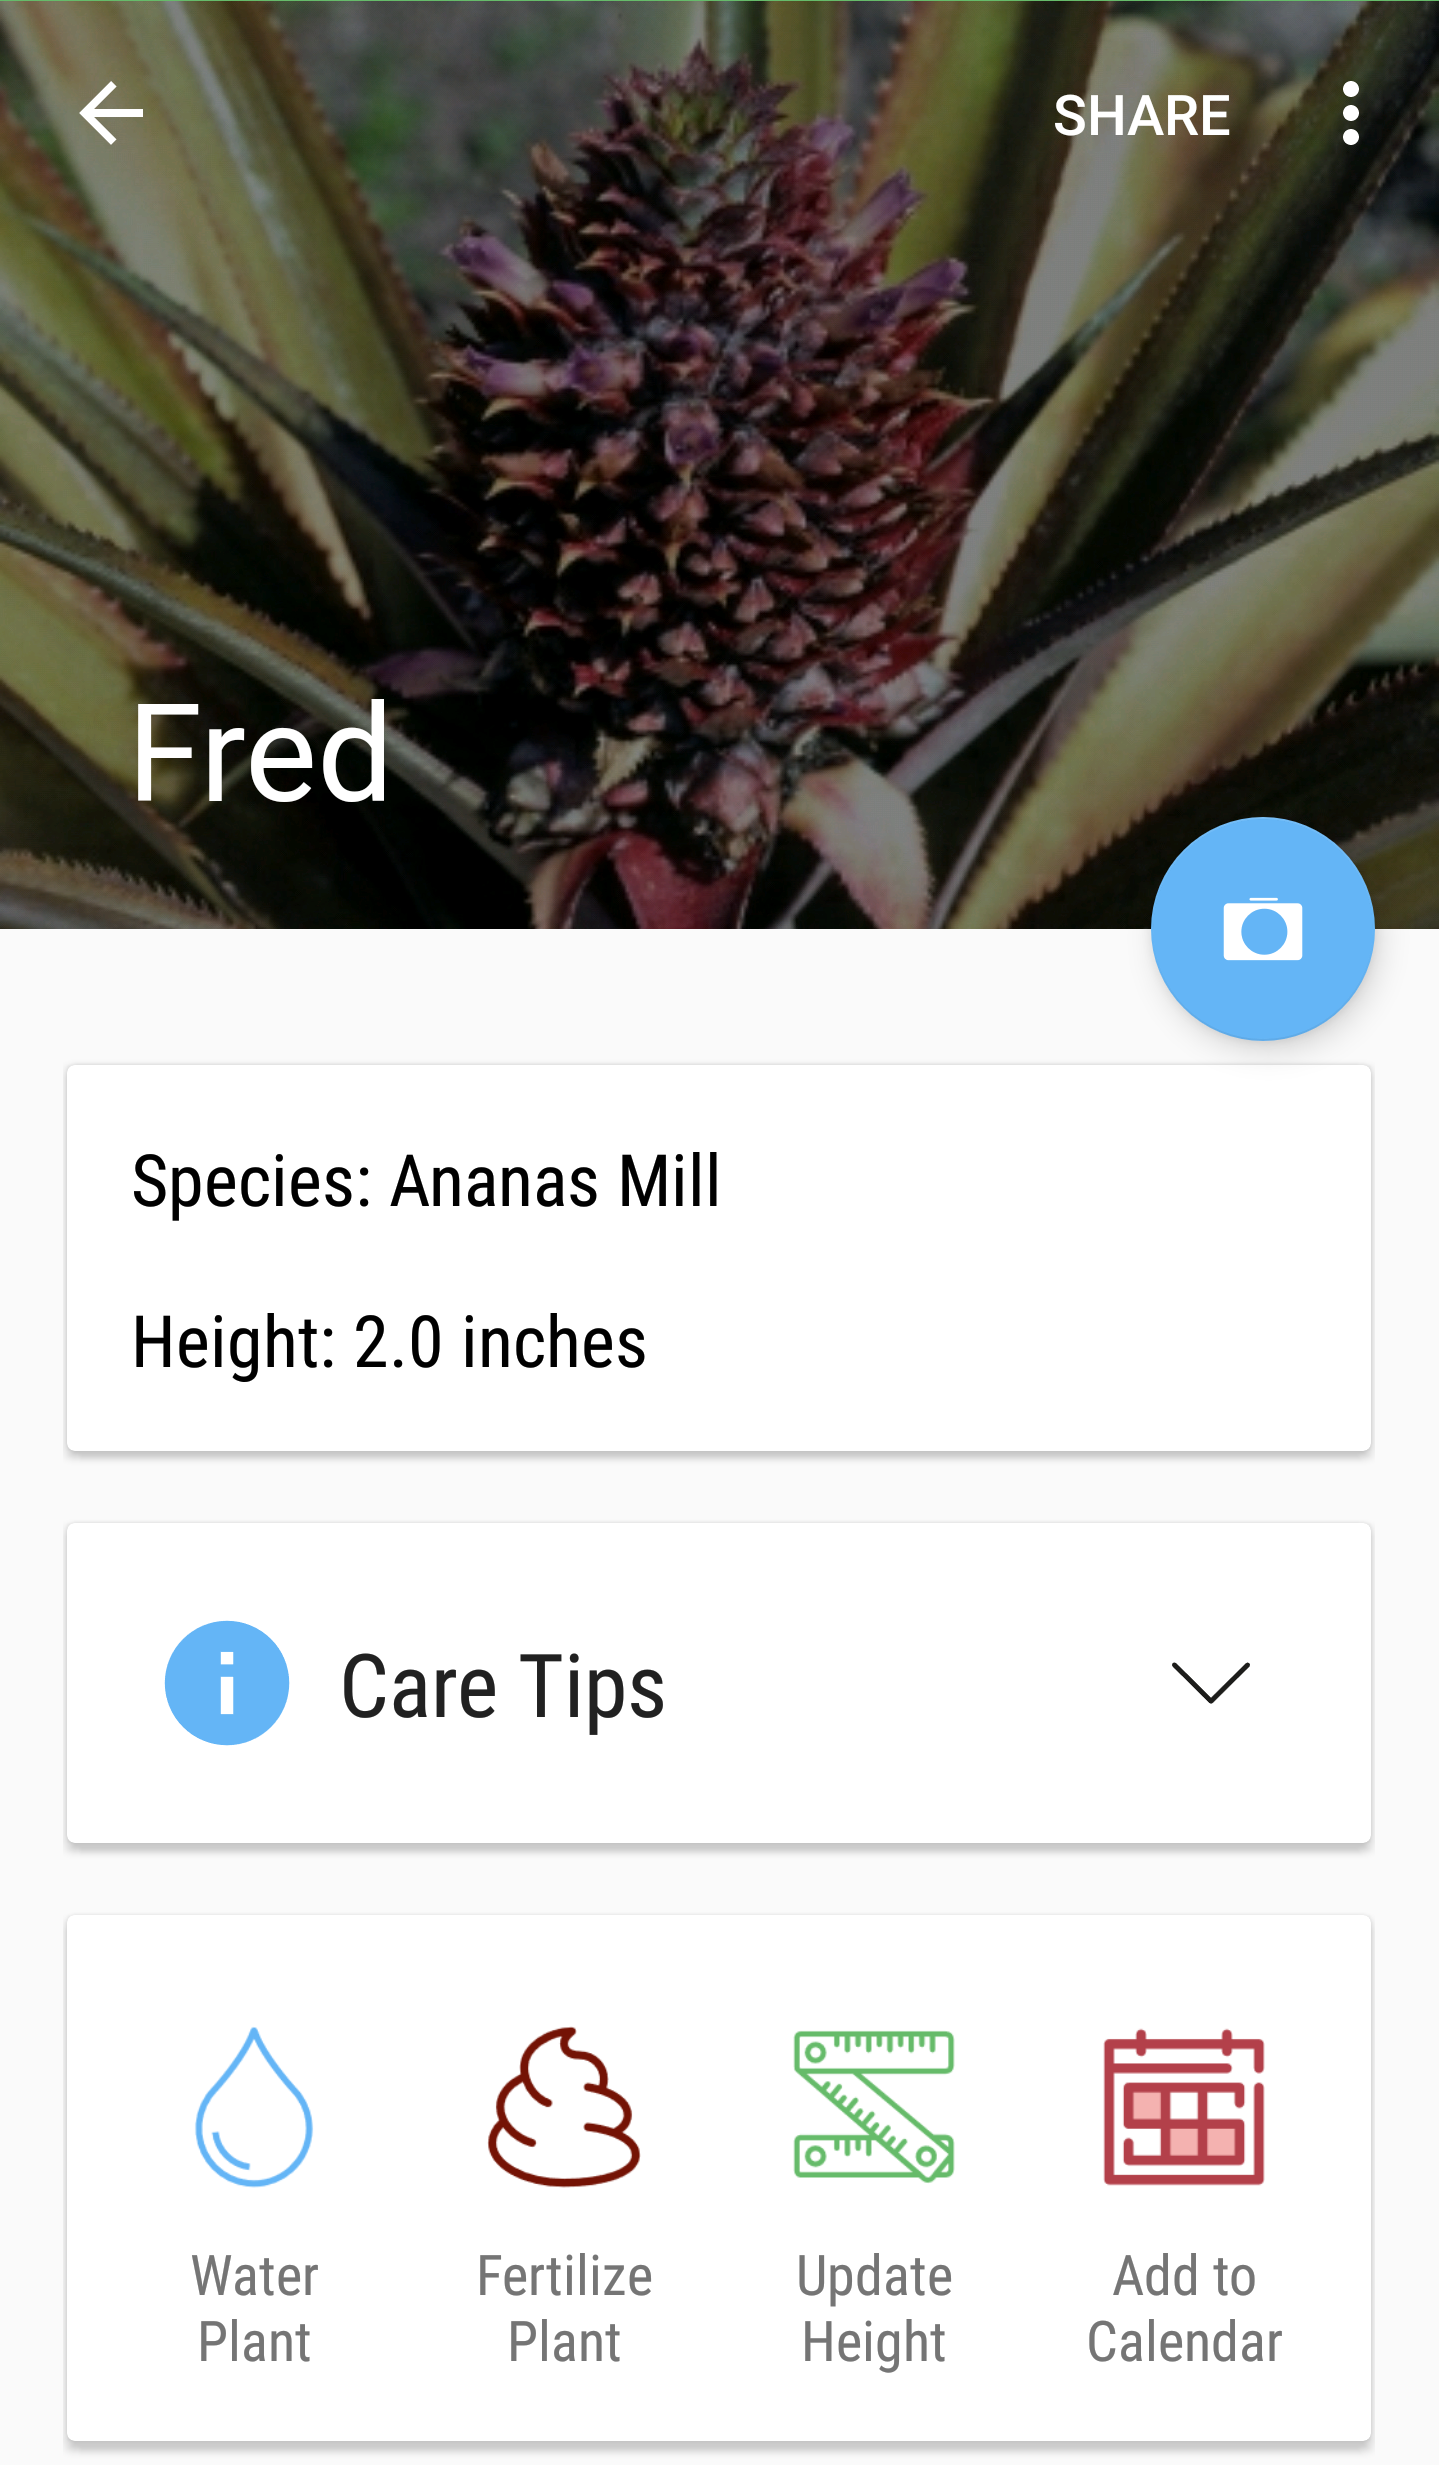 SHARE
Fred
Species: Ananas Mill
Height: 2.0 inches
Care Tips
Water
Plant
Fertilize
Plant
Update
Height
Add to
Calendar